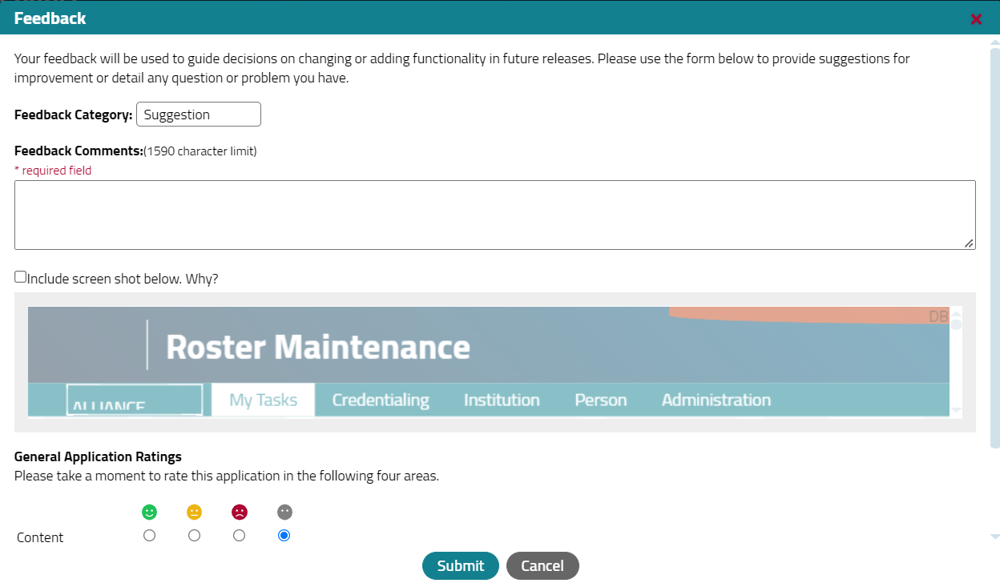 Feedback
Your feedback will be used to guide decisions on changing or adding functionality in future releases. Please use the form below to provide suggestions for
improvement or detail any question or problem you have.
Feedback Category: Suggestion
Feedback Comments:(1590 character limit)
* required field
Include screen shot below. Why?
DB
Roster Maintenance
ALLIANCE My Tasks Credentialing Institution Person Administration
General Application Ratings
Please take a moment to rate this application in the following four areas.
Content
Submit Cancel